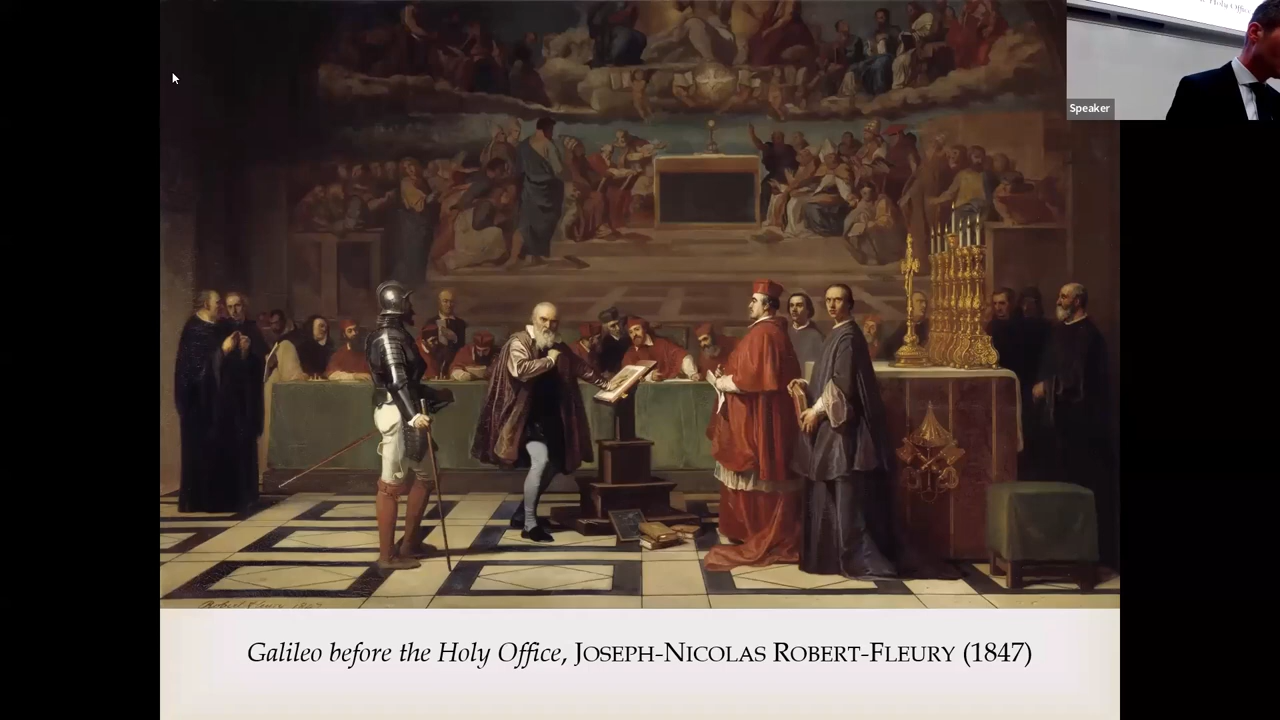 Galileo before the Holy Office, JOSEPH-NICOLAS ROBERT-FLEURY (1847)
Speaker